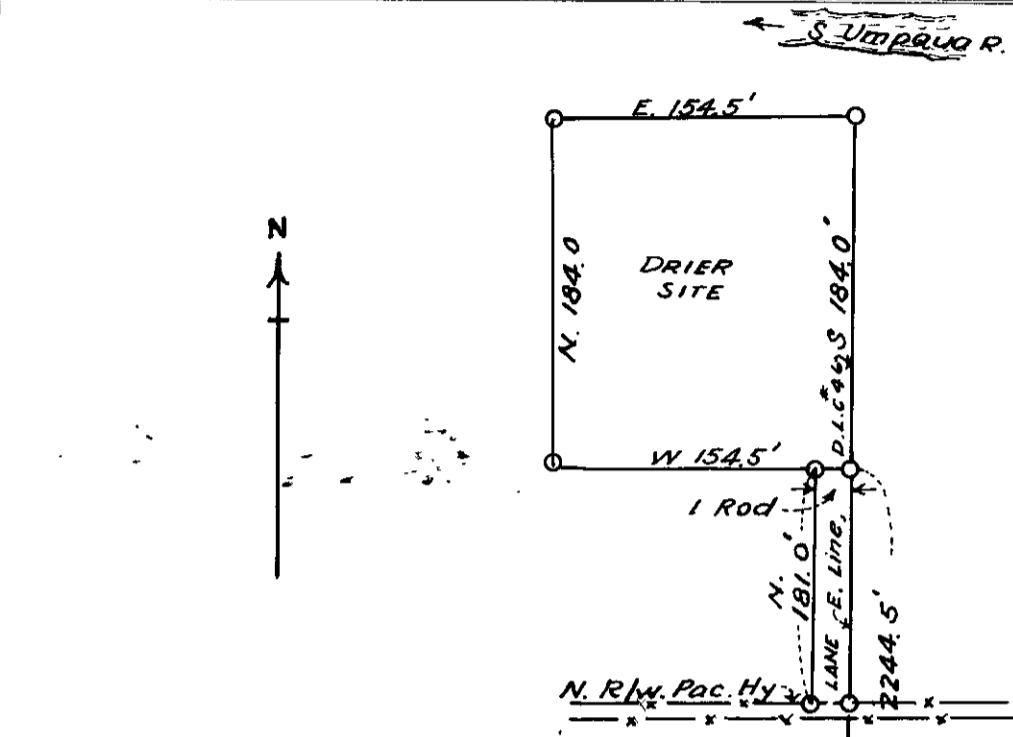 S Umpqua R.
E. 154.5'
N
N. 184.0
DRIER
SITE
D.L.C #46, S 184.0'
W 154.5'
1 Rod
N. 181.0'
LANE E. Line,
2244.5'
N. R/W. Pac. Hy